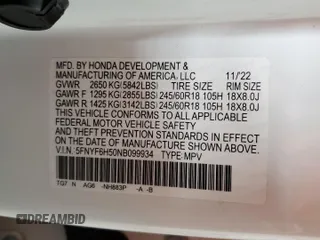 MFD. BY HONDA DEVELOPMENT &
MANUFACTURING OF AMERICA, LLC 11/22
GVWR 2650 KG(5842LBS) TIRE SIZE RIM SIZE
GAWR F 1295 KG(2855LBS) 245/60R18 105H 18X8.0J
GAWR R 1425 KG(3142LBS) 245/60R18 105H 18X8.0J
THIS VEHICLE CONFORMS TO ALL APPLICABLE
FEDERAL MOTOR VEHICLE SAFETY AND
THEFT PREVENTION STANDARDS IN EFFECT
ON THE DATE OF MANUFACTURE SHOWN ABOVE.
V.I.N. 5FNYF6H50NB099934 TYPE:MPV
TG7 N AG6 -NH883P -A -B
DREAMBID